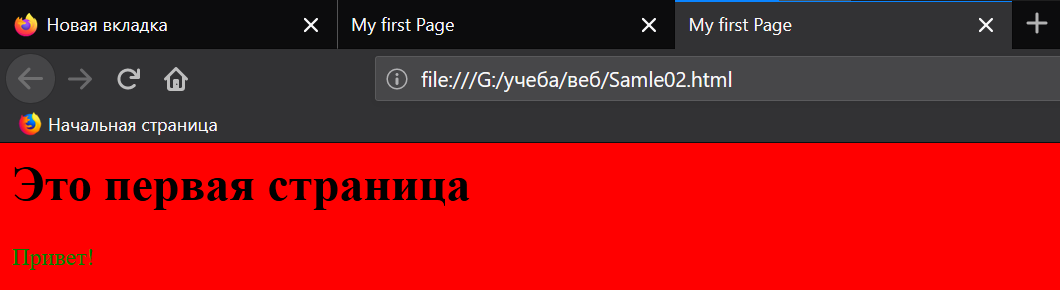 Новая вкладка
My first Page
My first Page
file:///G:/учеба/веб/Samle02.html
Начальная страница
Это первая страница
Привет!